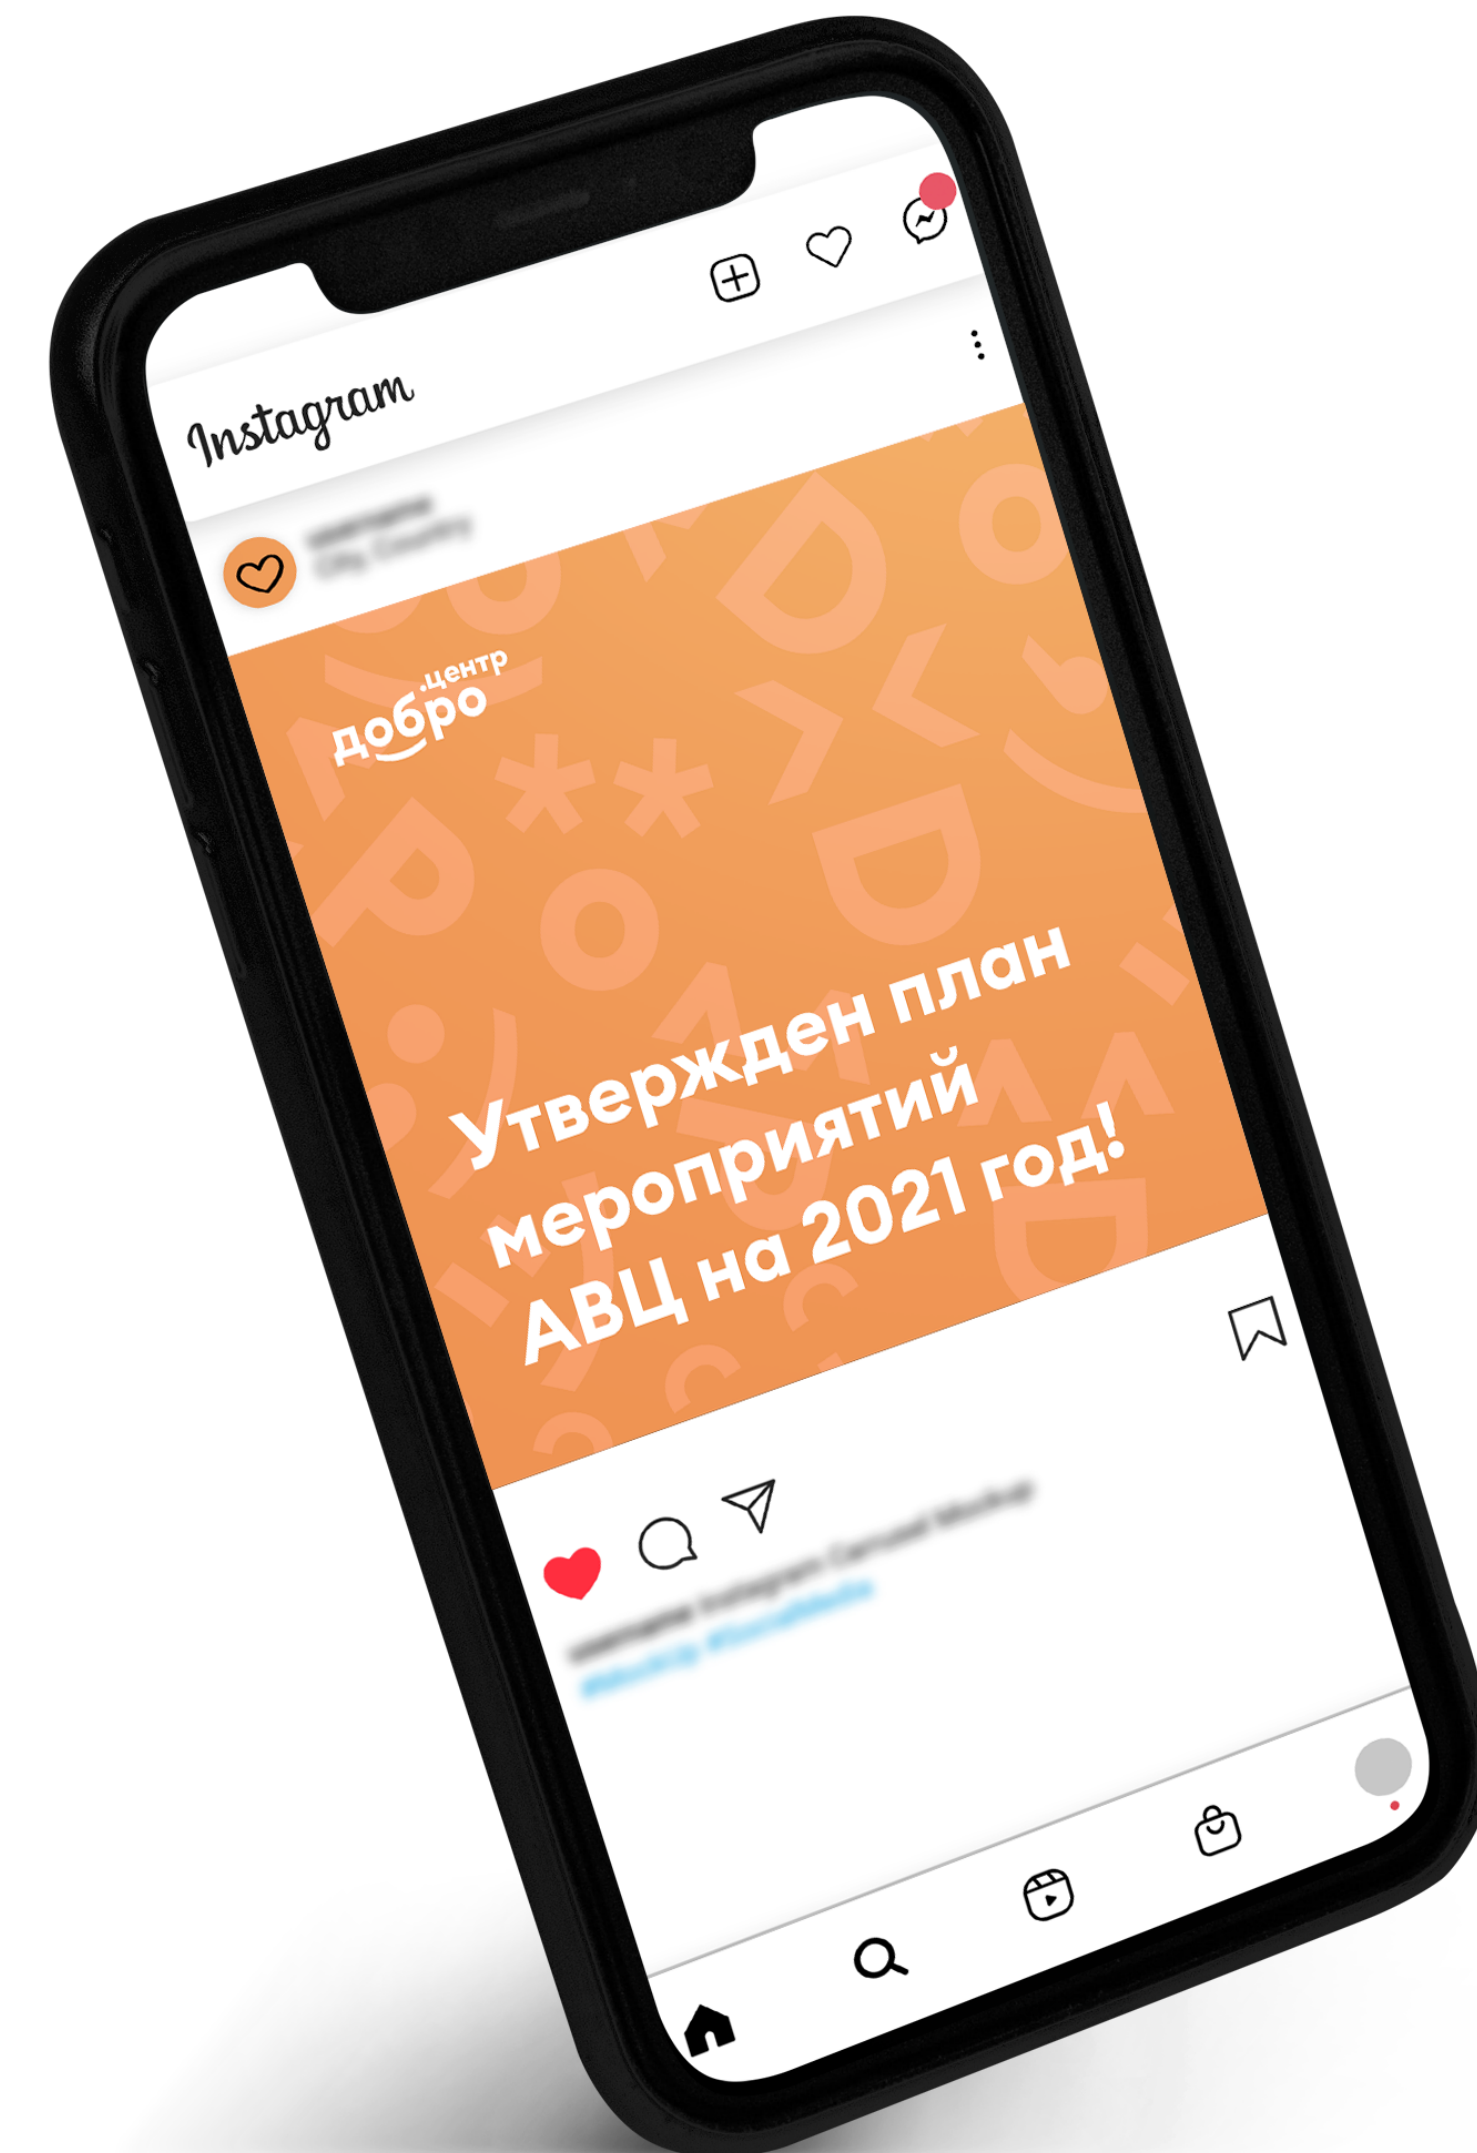 Instagram
.центр
добро
Утвержден план
мероприятий
АВЦ на 2021 год!